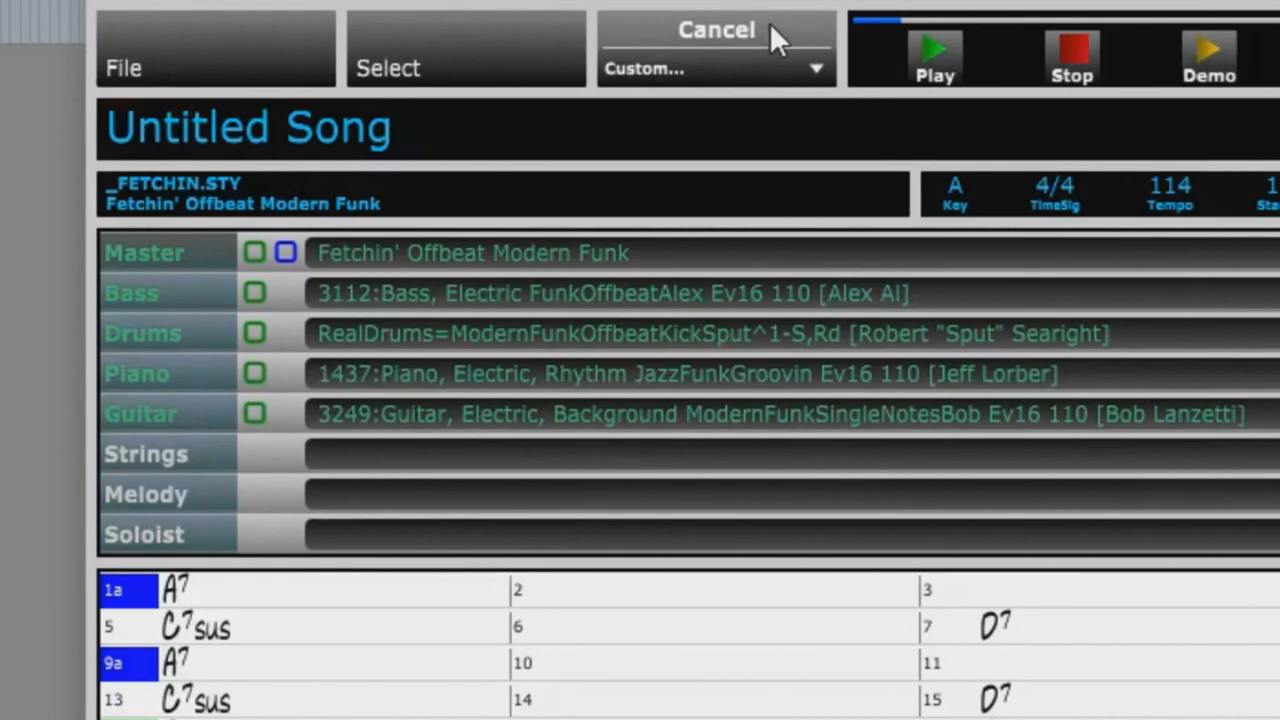 File
Select
Cancel
Custom...
Play
Stop
Demo
Untitled Song
_FETCHIN.STY
Fetchin' Offbeat Modern Funk
A
Key
4/4
TimeSig
114
Tempo
Master Fetchin' Offbeat Modern Funk
Bass 3112:Bass, Electric FunkOffbeatAlex Ev16 110 [Alex Al]
Drums RealDrums=ModernFunkOffbeatKickSput^1-S,Rd [Robert "Sput" Searight]
Piano 1437:Piano, Electric, Rhythm JazzFunkGroovin Ev16 110 [Jeff Lorber]
Guitar 3249:Guitar, Electric, Background ModernFunkSingleNotesBob Ev16 110 [Bob Lanzetti]
Strings
Melody
Soloist
1a A7 2 3
5 C7sus 6 7 D7
9a A7 10 11
13 C7sus 14 15 D7